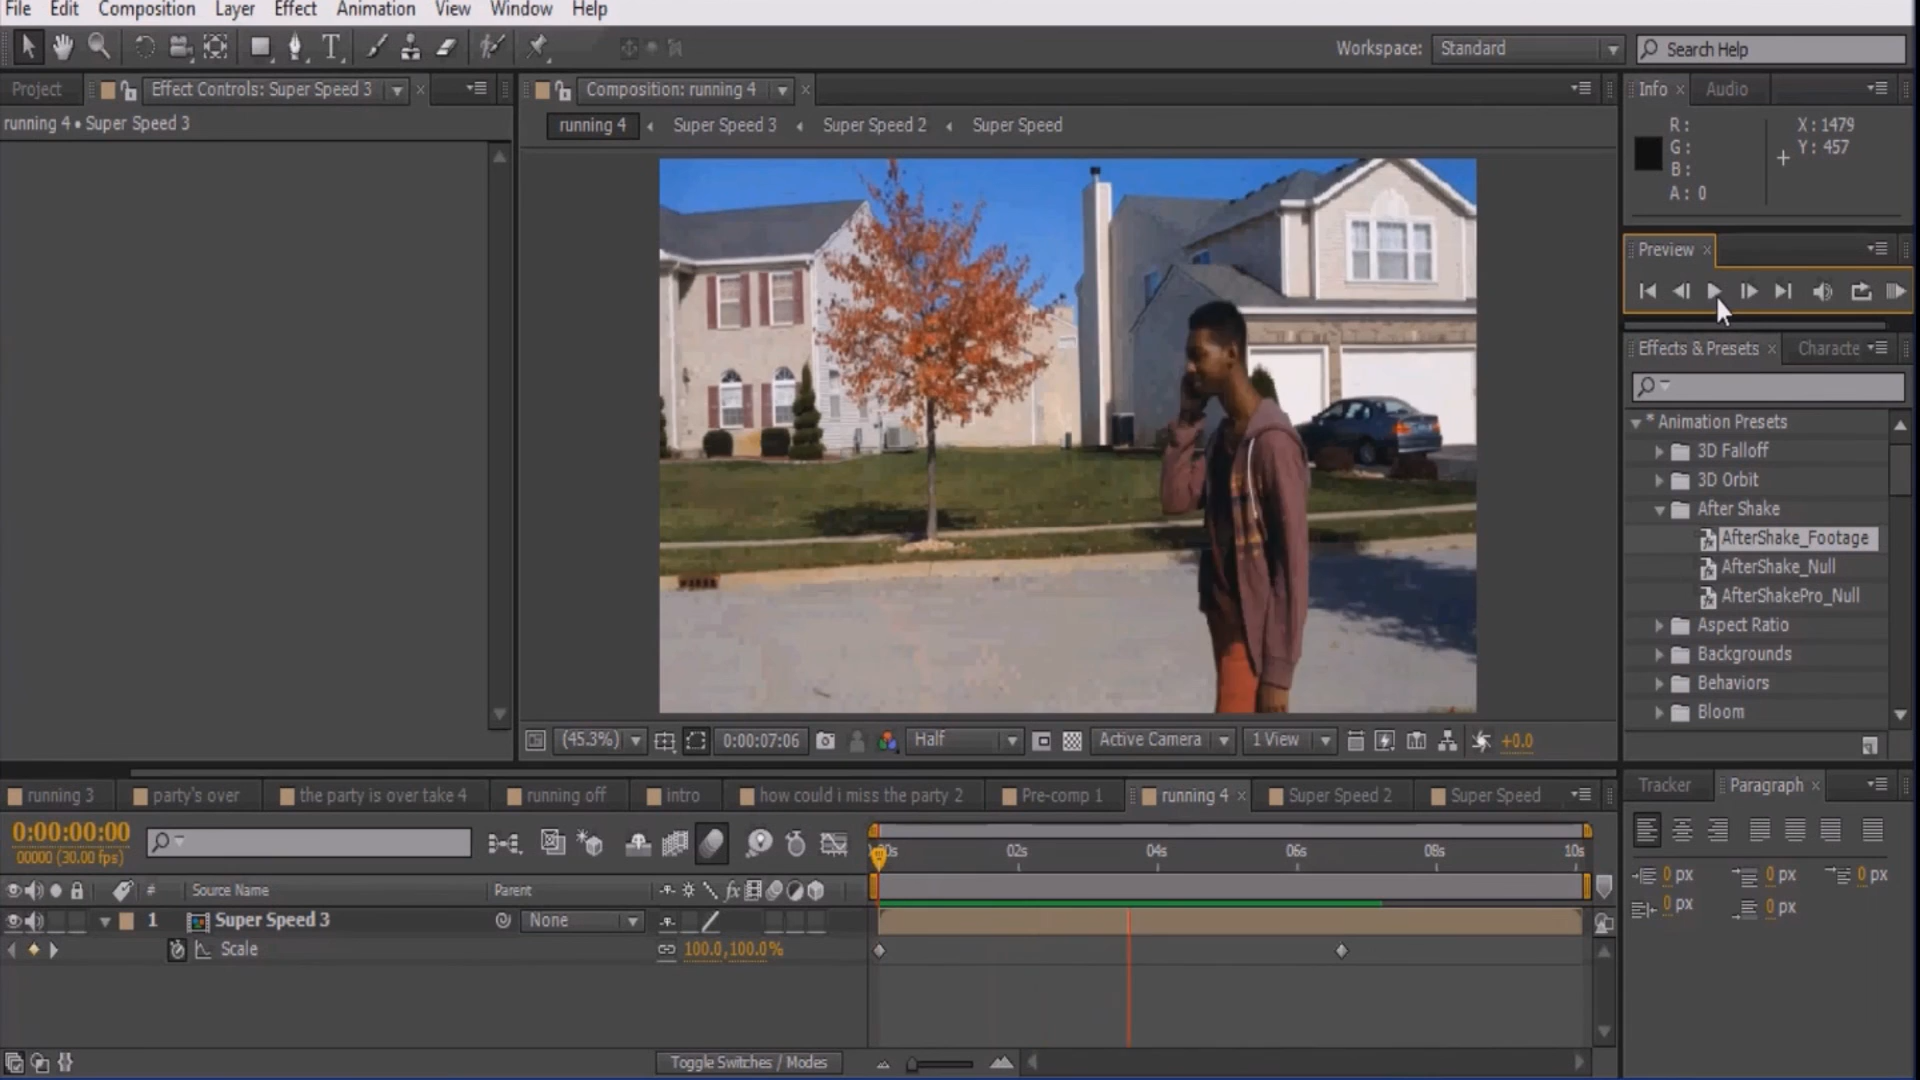 File Edit Composition Layer Effect Animation View Window Help
Workspace: Standard Search Help
Project Effect Controls: Super Speed 3 Composition: running 4 Info Audio
running 4 • Super Speed 3
running 4 Super Speed 3 Super Speed 2 Super Speed
R :
G :
B :
A : 0
X : 1479
Y : 457
Preview
Effects & Presets Characte
* Animation Presets
3D Falloff
3D Orbit
After Shake
AfterShake_Footage
AfterShake_Null
AfterShakePro_Null
Aspect Ratio
Backgrounds
Behaviors
Bloom
(45.3%) 0:00:07:06 Half Active Camera 1 View +0.0
running 3 party's over the party is over take 4 running off intro how could i miss the party 2 Pre-comp 1 running 4 Super Speed 2 Super Speed
Tracker Paragraph
0:00:00:00
00000 (30.00 fps)
02s 04s 06s 08s 10s
0 px 0 px 0 px
0 px 0 px
# Source Name Parent
1 Super Speed 3 None
Scale 100.0,100.0%
Toggle Switches / Modes